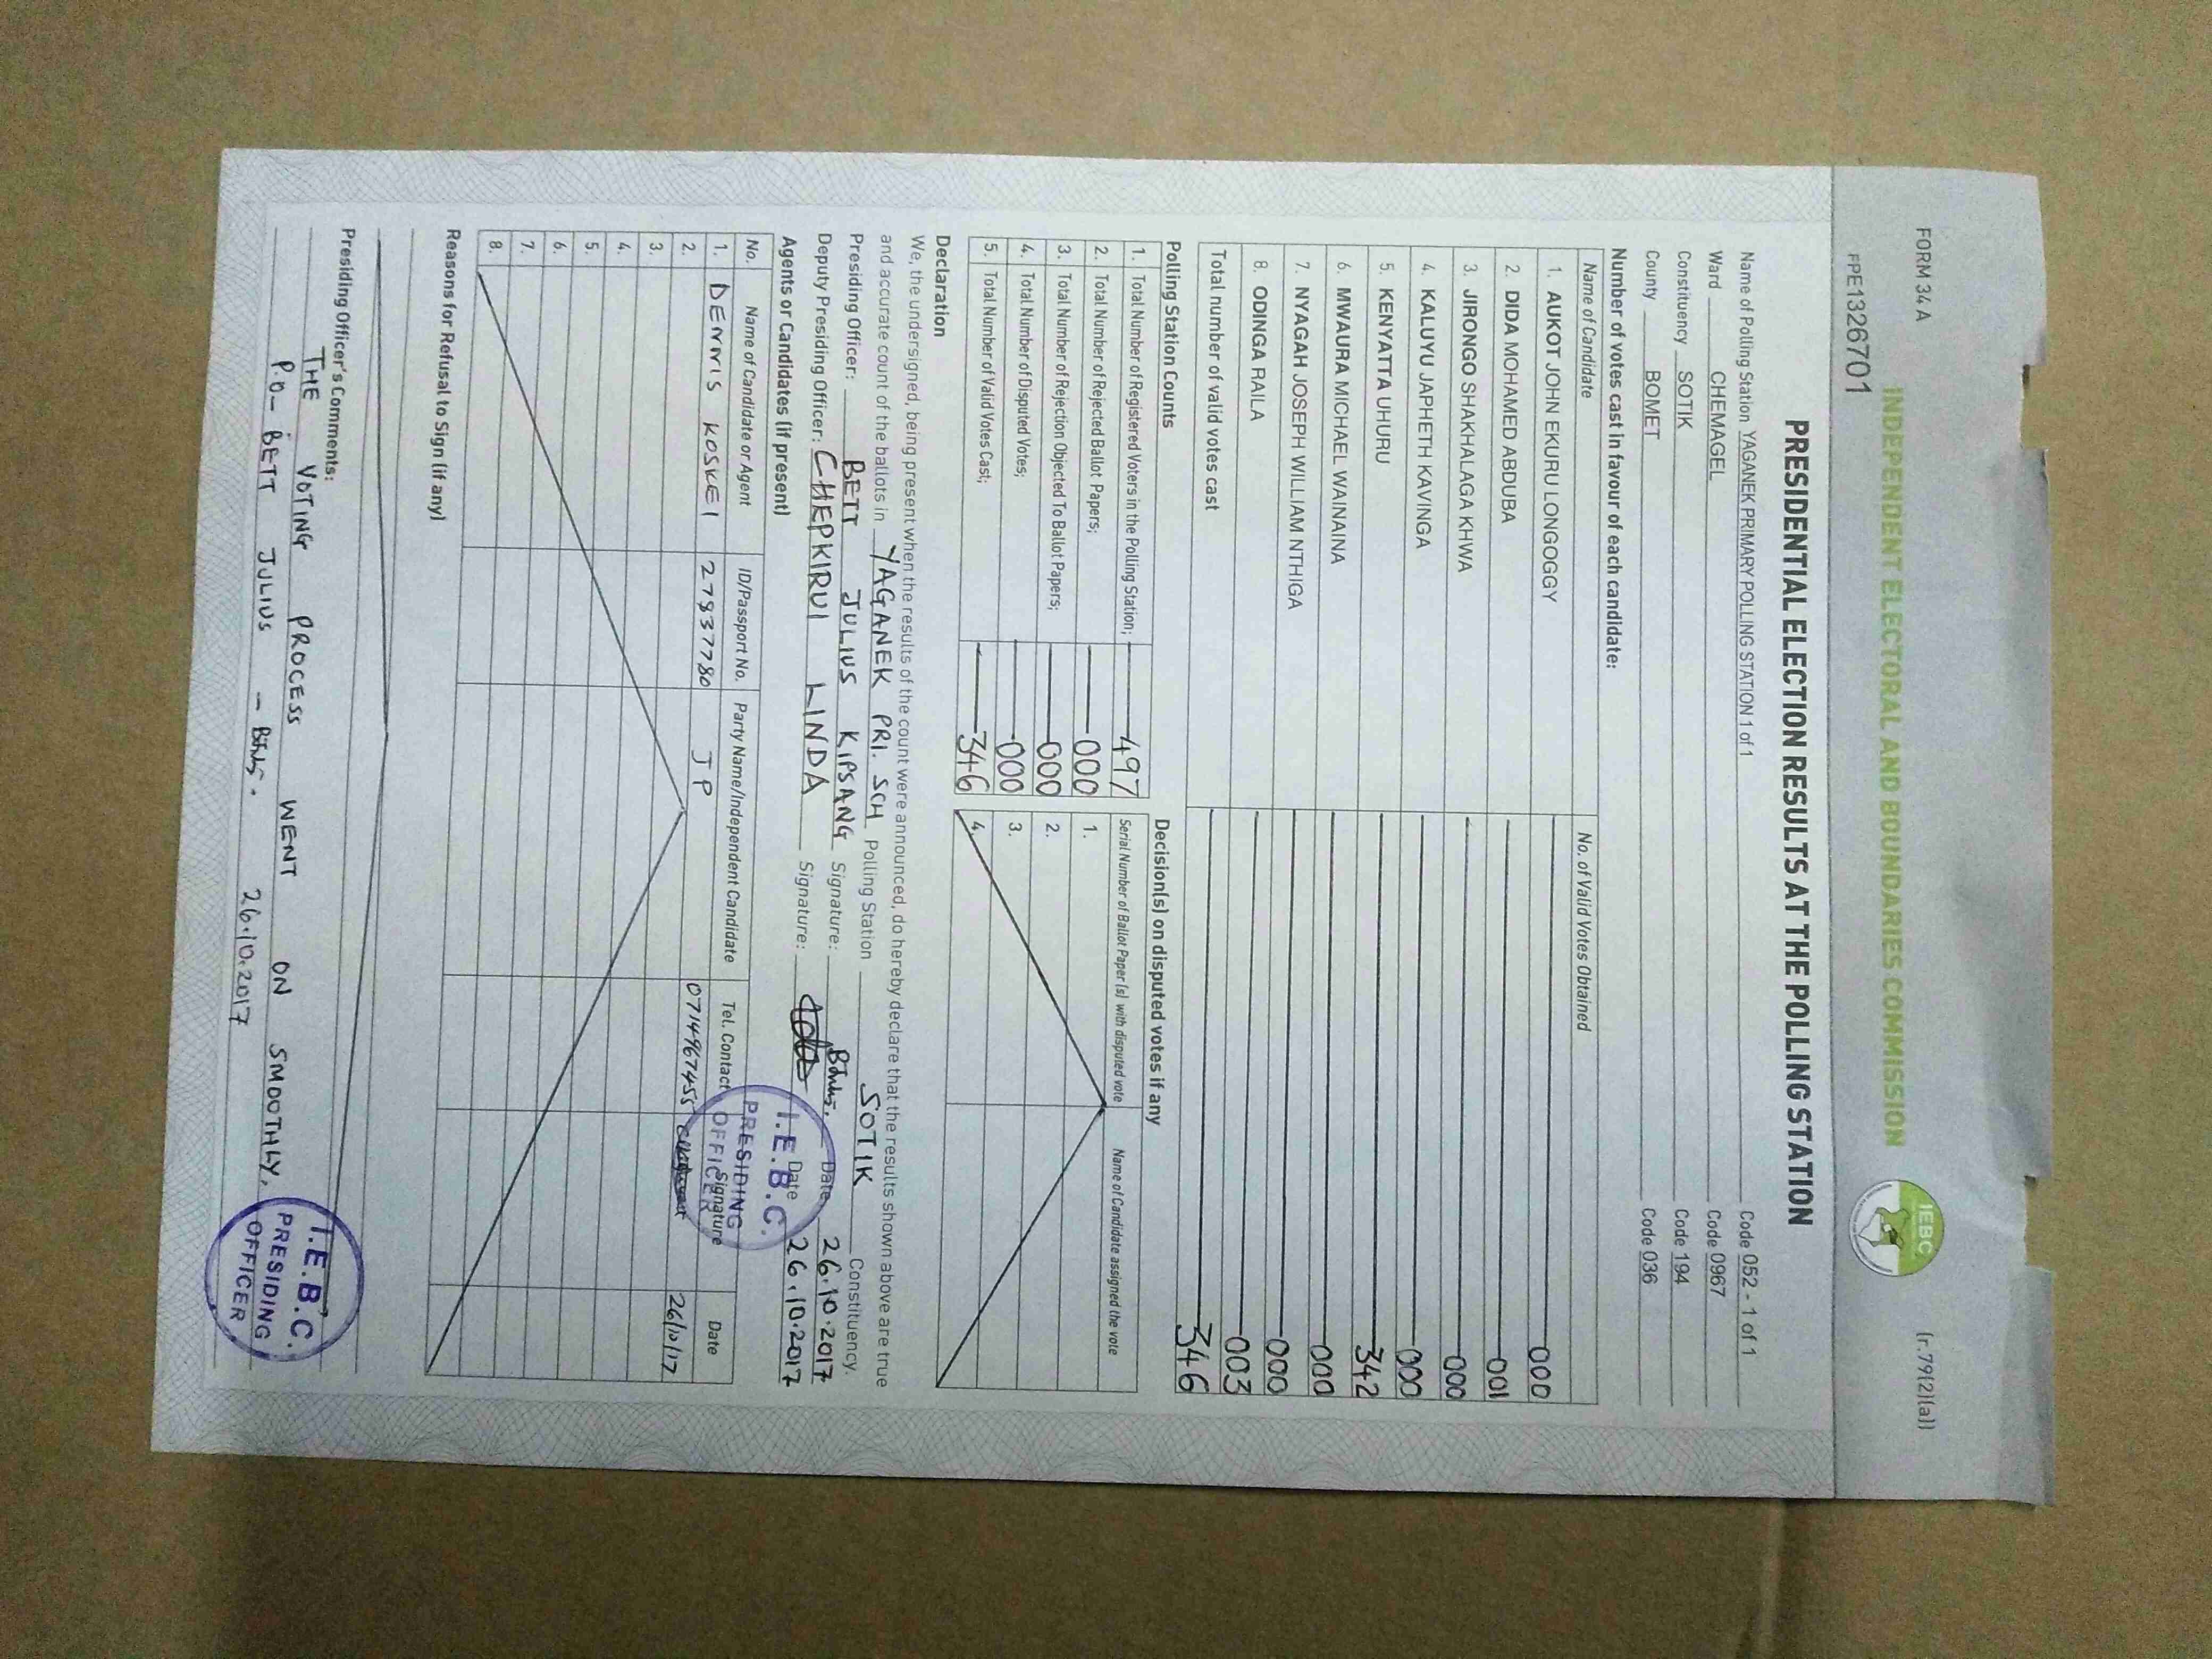 FORM 34 A
(r.79(2)(a))
INDEPENDENT ELECTORAL AND BOUNDARIES COMMISSION
IEBC
PE1326701
PRESIDENTIAL ELECTION RESULTS AT THE POLLING STATION
Name of Polling Station YAGANEK PRIMARY POLLING STATION 1 of 1 Code 052 - 1 of 1
Ward CHEMAGEL Code 0967
Constituency SOTIK Code 194
County BOMET Code 036
Number of votes cast in favour of each candidate:
Name of Candidate No. of Valid Votes Obtained
1. AUKOT JOHN EKURU LONGOGGY 000
2. DIDA MOHAMED ABDUBA 001
3. JIRONGO SHAKHALAGA KHWA 000
4. KALUYU JAPHETH KAVINGA 000
5. KENYATTA UHURU 342
6. MWAURA MICHAEL WAINAINA 000
7. NYAGAH JOSEPH WILLIAM NTHIGA 000
8. ODINGA RAILA 003
Total number of valid votes cast 346
Polling Station Counts
1. Total Number of Registered Voters in the Polling Station; 497
2. Total Number of Rejected Ballot Papers; 000
3. Total Number of Rejection Objected To Ballot Papers; 000
4. Total Number of Disputed Votes; 000
5. Total Number of Valid Votes Cast; 346
Decision(s) on disputed votes if any
Serial Number of Ballot Paper (s) with disputed vote Name of Candidate assigned the vote
1.
2.
3.
4.
Declaration
We, the undersigned, being present when the results of the count were announced, do hereby declare that the results shown above are true
and accurate count of the ballots in YAGANEK PRI. SCH Polling Station SOTIK Constituency.
Presiding Officer: BETT JULIUS KIPSANG Signature: Date 26.10.2017
Deputy Presiding Officer: CHEPKIRUI LINDA Signature: Date 26.10.2017
Agents or Candidates (if present)
No. Name of Candidate or Agent ID/Passport No. Party Name/Independent Candidate Tel. Contact Signature Date
1. DENNIS KOSKEI 27937780 JP 0714967455 26/10/17
2.
3.
4.
5.
6.
7.
8.
I.E.B.C.
PRESIDING
OFFICER
Reasons for Refusal to Sign (if any)
Presiding Officer's Comments:
THE VOTING PROCESS WENT ON SMOOTHLY.
P.O- BETT JULIUS - 26.10.2017
I.E.B.C.
PRESIDING
OFFICER